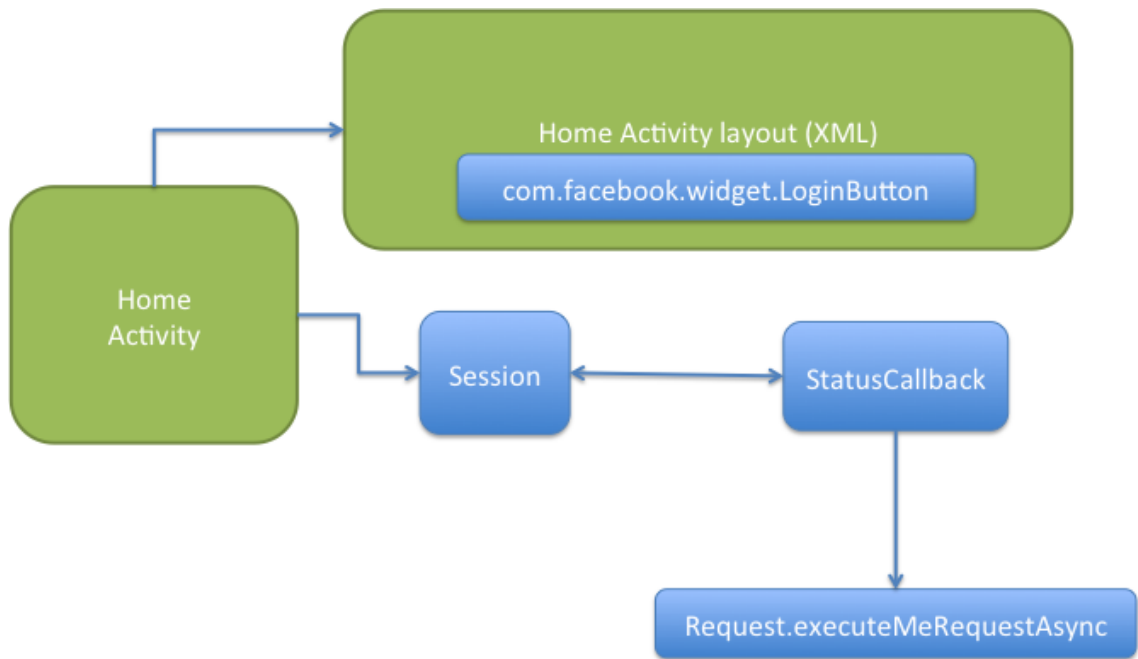 Home Activity layout (XML)
com.facebook.widget.LoginButton
Home
Activity
Session
StatusCallback
Request.executeMeRequestAsync